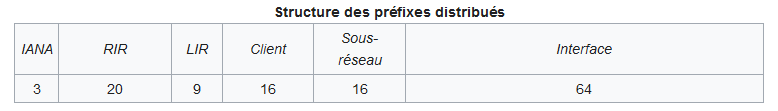 Structure des préfixes distribués
IANA RIR LIR Client Sous-
réseau Interface
3 20 9 16 16 64